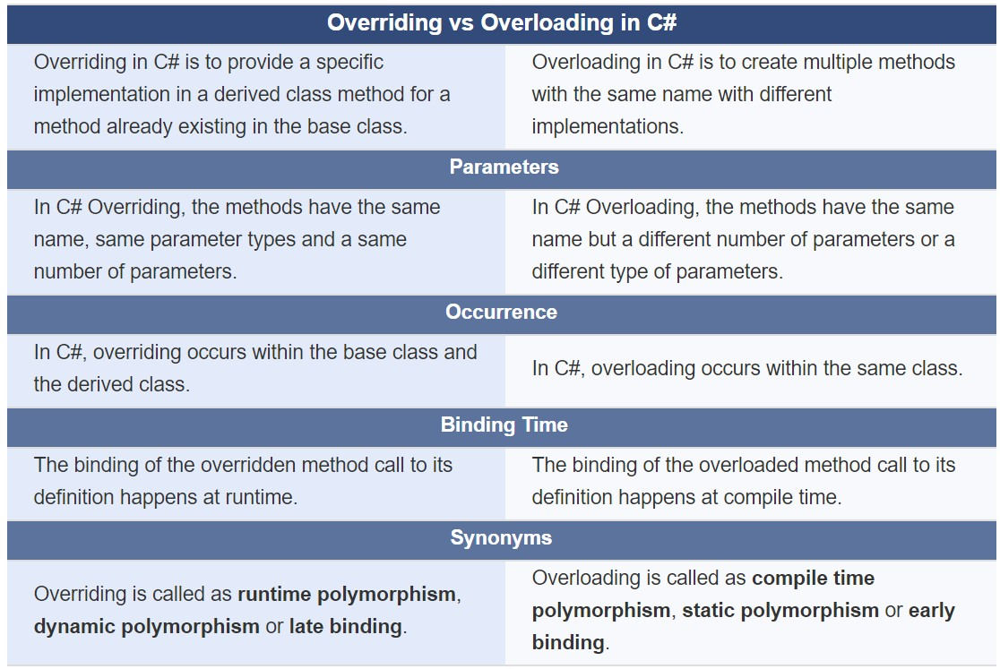 Overriding vs Overloading in C#
Overriding in C# is to provide a specific
implementation in a derived class method for a
method already existing in the base class.
Overloading in C# is to create multiple methods
with the same name with different
implementations.
Parameters
In C# Overriding, the methods have the same
name, same parameter types and a same
number of parameters.
In C# Overloading, the methods have the same
name but a different number of parameters or a
different type of parameters.
Occurrence
In C#, overriding occurs within the base class and
the derived class.
In C#, overloading occurs within the same class.
Binding Time
The binding of the overridden method call to its
definition happens at runtime.
The binding of the overloaded method call to its
definition happens at compile time.
Synonyms
Overriding is called as runtime polymorphism,
dynamic polymorphism or late binding.
Overloading is called as compile time
polymorphism, static polymorphism or early
binding.